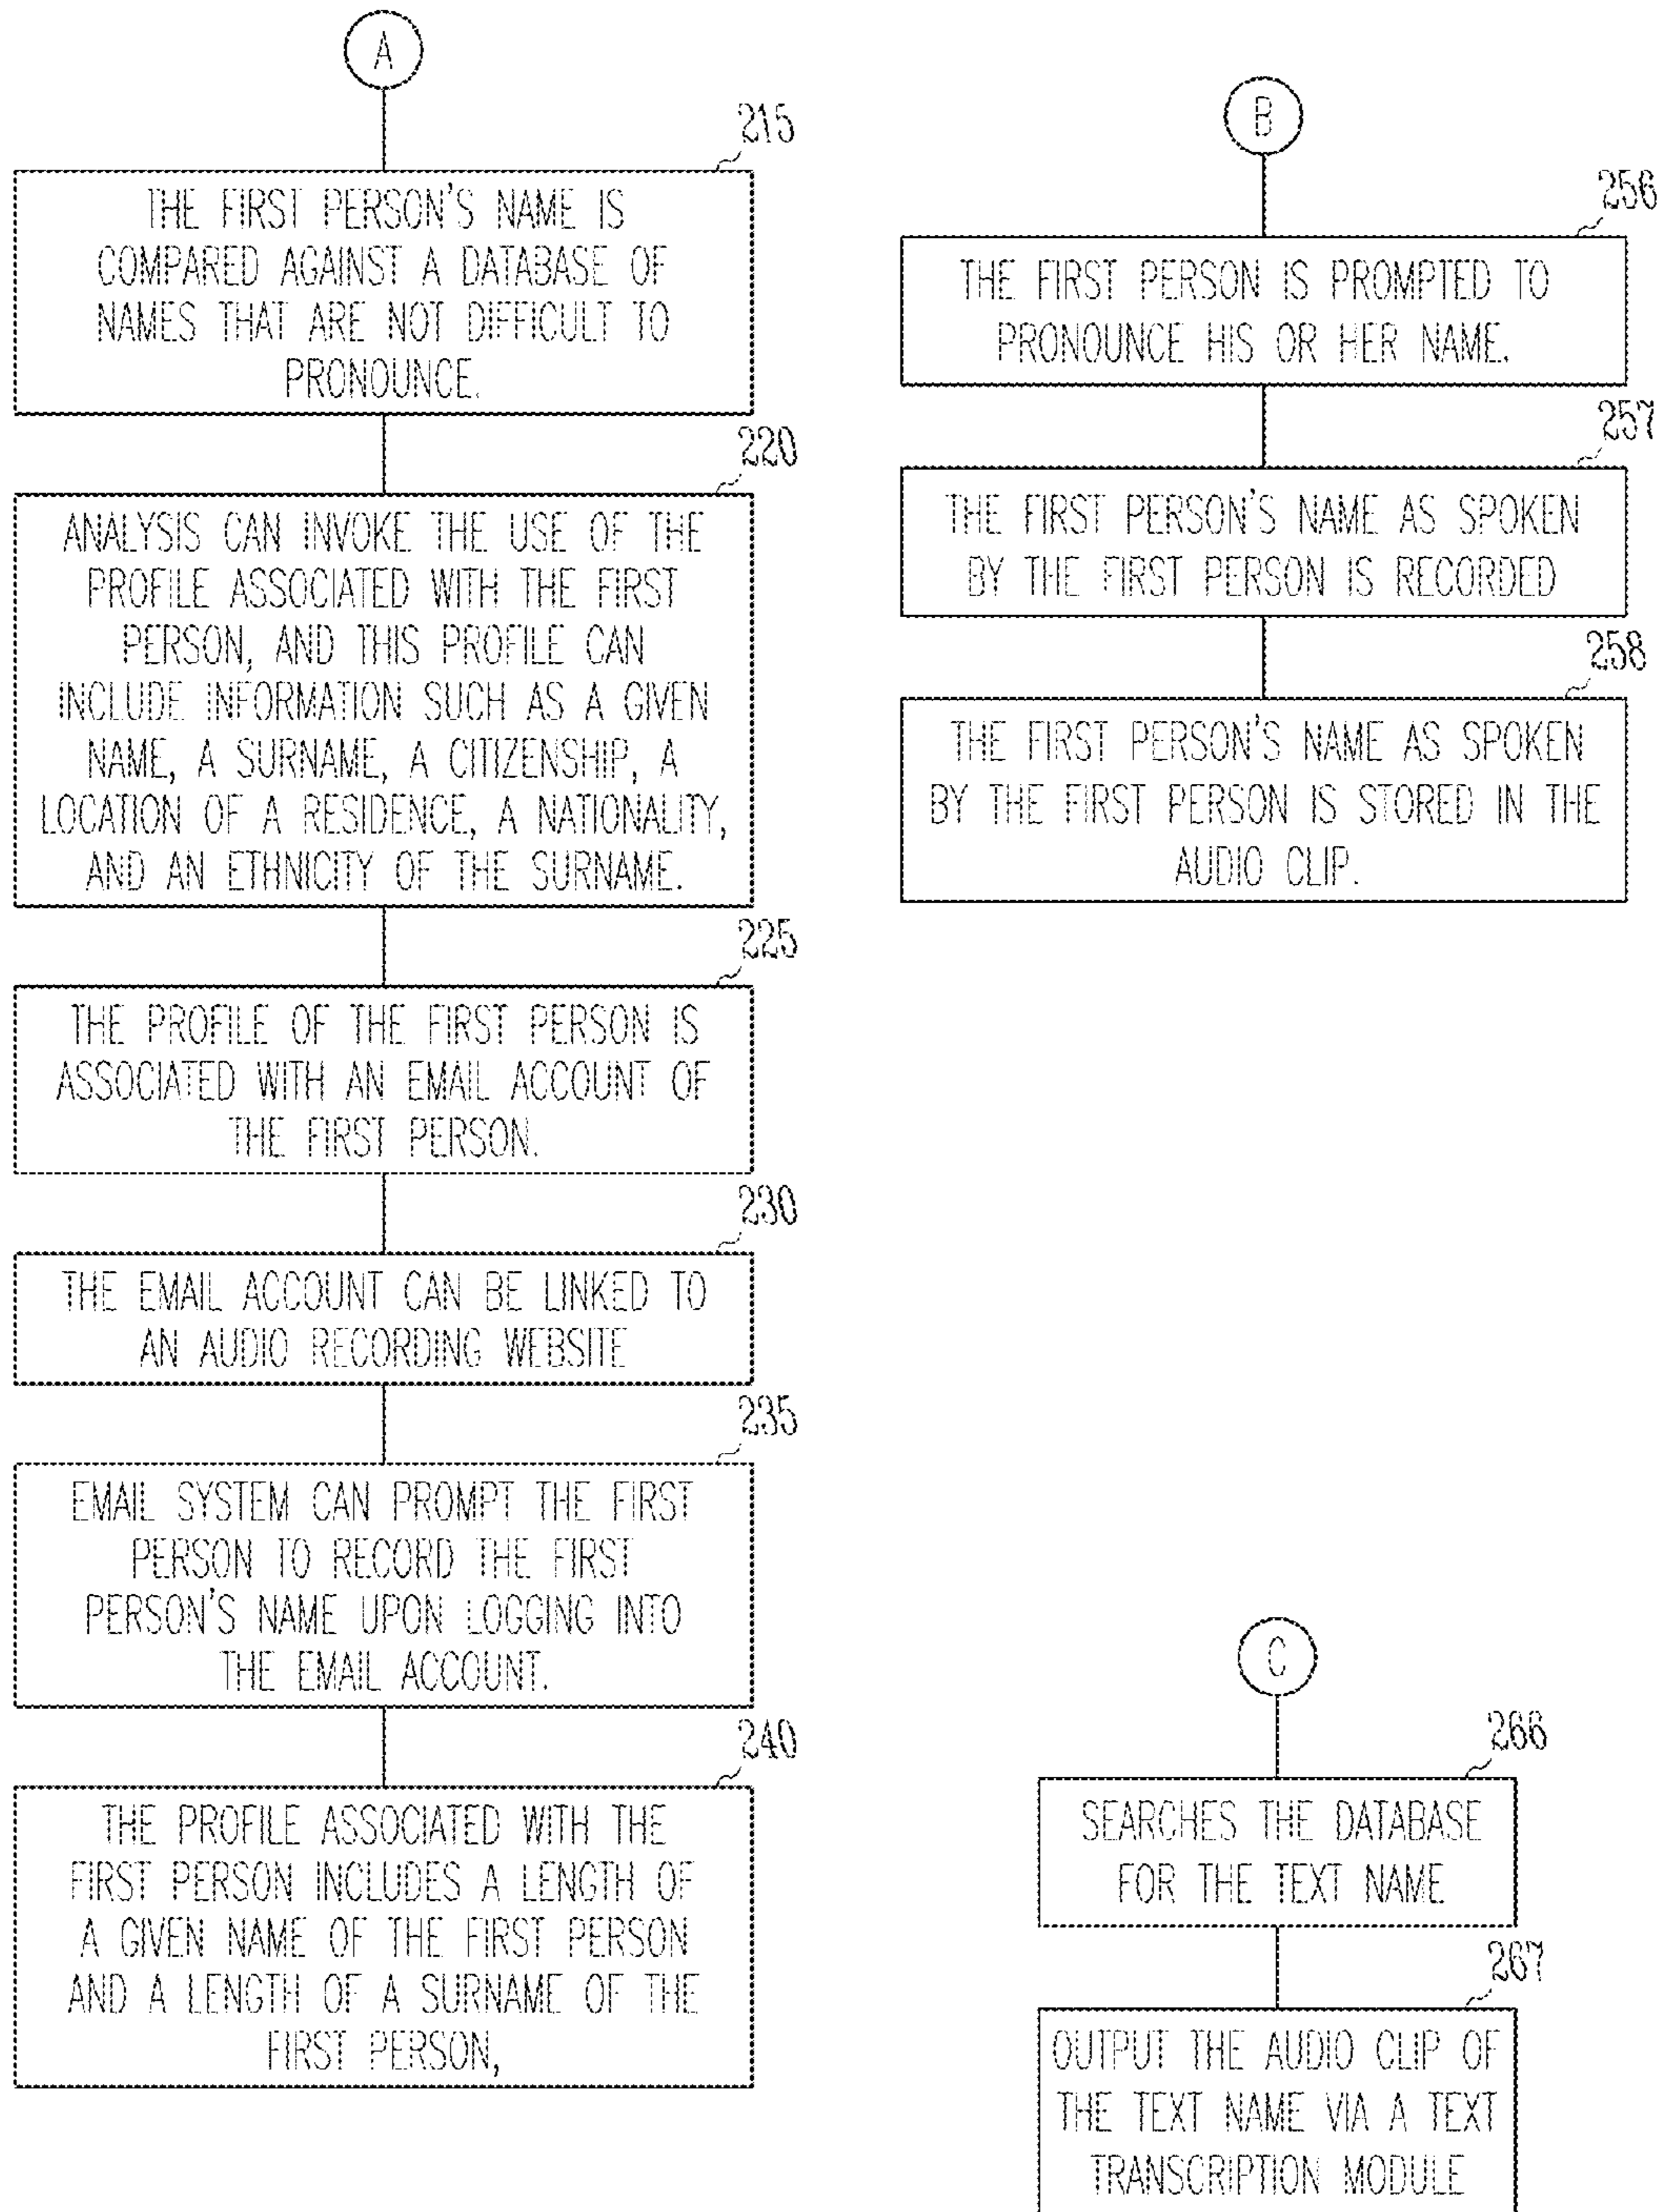 A
215
THE FIRST PERSON'S NAME IS
COMPARED AGAINST A DATABASE OF
NAMES THAT ARE NOT DIFFICULT TO
PRONOUNCE.
220
ANALYSIS CAN INVOKE THE USE OF THE
PROFILE ASSOCIATED WITH THE FIRST
PERSON, AND THIS PROFILE CAN
INCLUDE INFORMATION SUCH AS A GIVEN
NAME, A SURNAME, A CITIZENSHIP, A
LOCATION OF A RESIDENCE, A NATIONALITY,
AND AN ETHNICITY OF THE SURNAME.
225
THE PROFILE OF THE FIRST PERSON IS
ASSOCIATED WITH AN EMAIL ACCOUNT OF
THE FIRST PERSON.
230
THE EMAIL ACCOUNT CAN BE LINKED TO
AN AUDIO RECORDING WEBSITE
235
EMAIL SYSTEM CAN PROMPT THE FIRST
PERSON TO RECORD THE FIRST
PERSON'S NAME UPON LOGGING INTO
THE EMAIL ACCOUNT.
240
THE PROFILE ASSOCIATED WITH THE
FIRST PERSON INCLUDES A LENGTH OF
A GIVEN NAME OF THE FIRST PERSON
AND A LENGTH OF A SURNAME OF THE
FIRST PERSON,
B
256
THE FIRST PERSON IS PROMPTED TO
PRONOUNCE HIS OR HER NAME.
257
THE FIRST PERSON'S NAME AS SPOKEN
BY THE FIRST PERSON IS RECORDED
258
THE FIRST PERSON'S NAME AS SPOKEN
BY THE FIRST PERSON IS STORED IN THE
AUDIO CLIP.
C
266
SEARCHES THE DATABASE
FOR THE TEXT NAME
267
OUTPUT THE AUDIO CLIP OF
THE TEXT NAME VIA A TEXT
TRANSCRIPTION MODULE